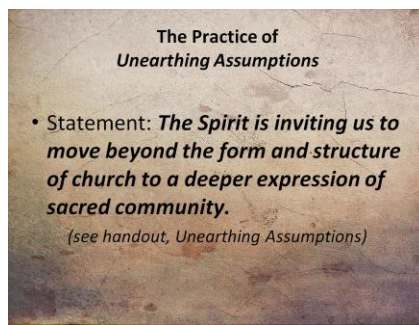 The Practice of
Unearthing Assumptions
• Statement: The Spirit is inviting us to
move beyond the form and structure
of church to a deeper expression of
sacred community.
(see handout, Unearthing Assumptions)